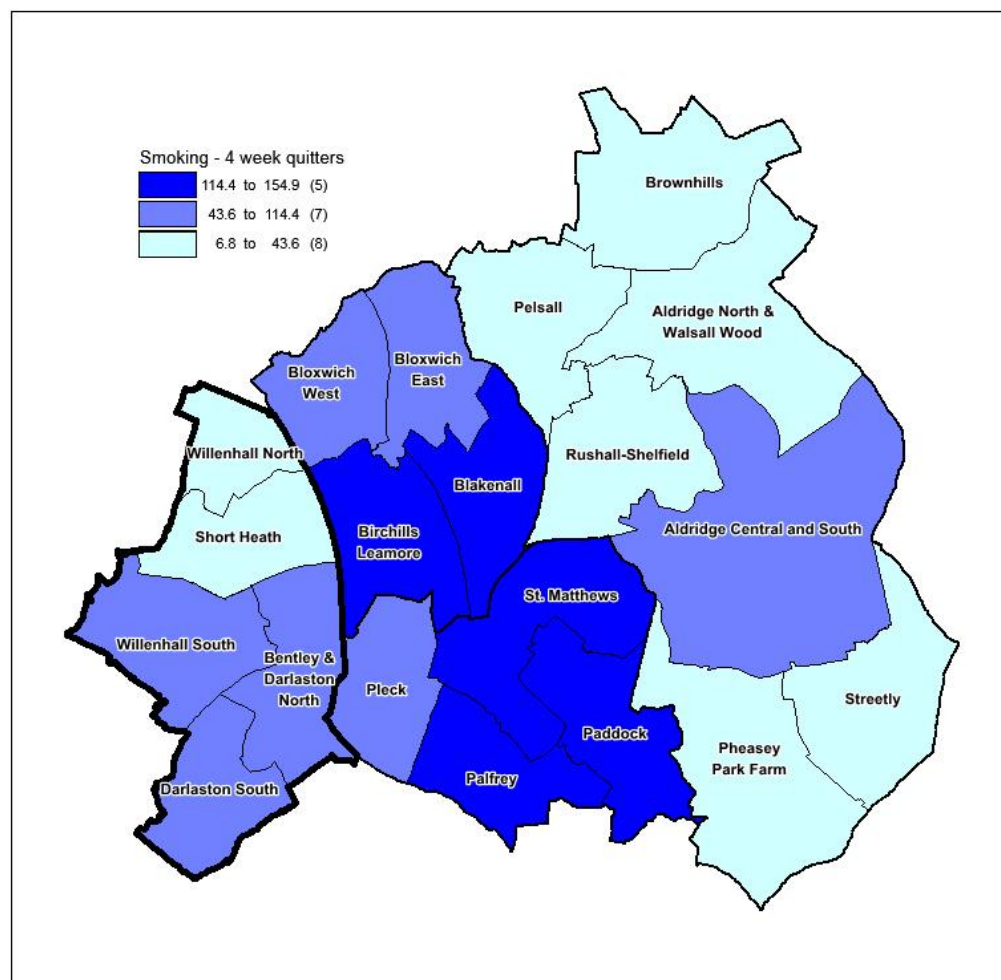 Smoking - 4 week quitters
114.4 to 154.9 (5)
43.6 to 114.4 (7)
6.8 to 43.6 (8)
Brownhills
Pelsall
Aldridge North &
Walsall Wood
Bloxwich
West
Bloxwich
East
Willenhall North
Rushall-Shelfield
Blakenall
Short Heath
Birchills
Leamore
Aldridge Central and South
St. Matthews
Willenhall South
Bentley &
Darlaston
North
Pleck
Streetly
Paddock
Pheasey
Park Farm
Palfrey
Darlaston South